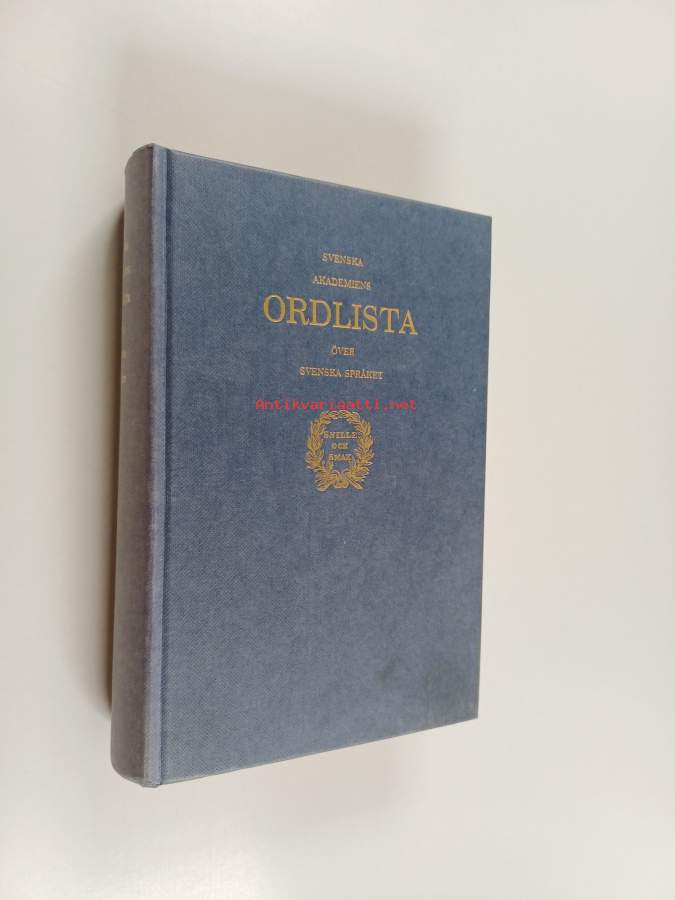 SVENSKA
AKADEMIENS
ORDLISTA
ÖVER
SVENSKA SPRÅKET
Antikvariaatti.net
SNILLE
OCH
SMAK